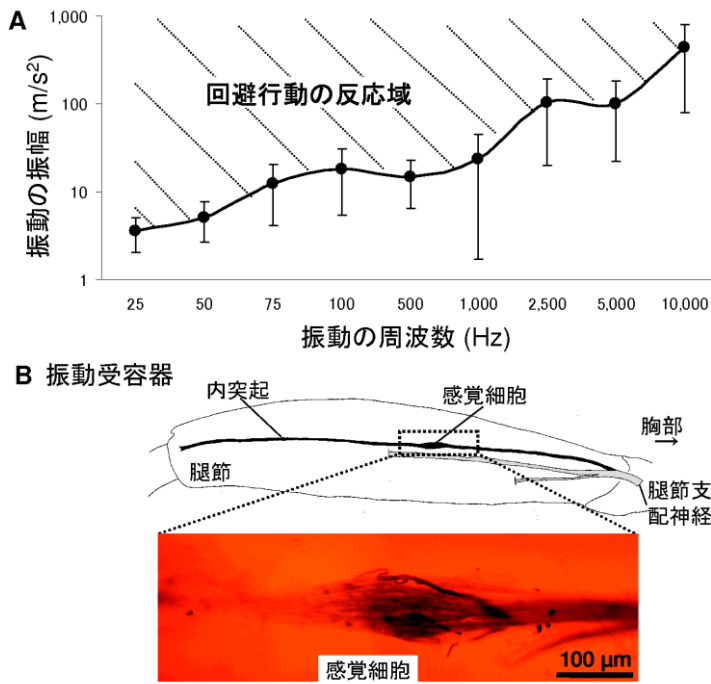 A
1,000
100
10
1
振動の振幅 (m/s²)
回避行動の反応域
25 50 75 100 500 1,000 2,500 5,000 10,000
振動の周波数 (Hz)
B 振動受容器
内突起
感覚細胞
胸部
→
腿節
腿節支
配神経
感覚細胞
100 µm